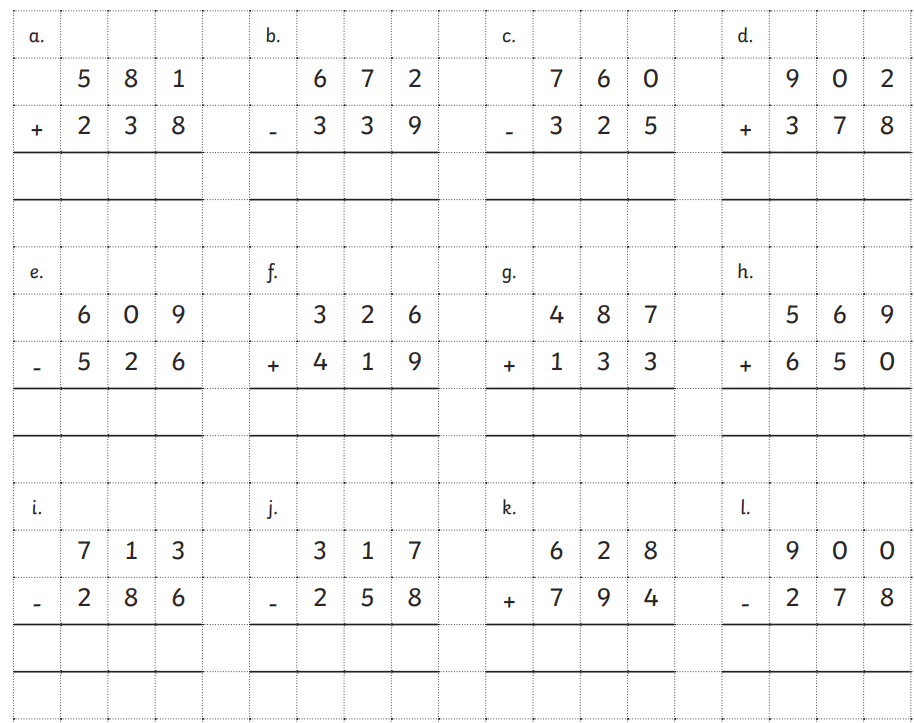 a. b. c. d.
5 8 1 6 7 2 7 6 0 9 0 2
+ 2 3 8 - 3 3 9 - 3 2 5 + 3 7 8
e. f. g. h.
6 0 9 3 2 6 4 8 7 5 6 9
- 5 2 6 + 4 1 9 + 1 3 3 + 6 5 0
i. j. k. l.
7 1 3 3 1 7 6 2 8 9 0 0
- 2 8 6 - 2 5 8 + 7 9 4 - 2 7 8